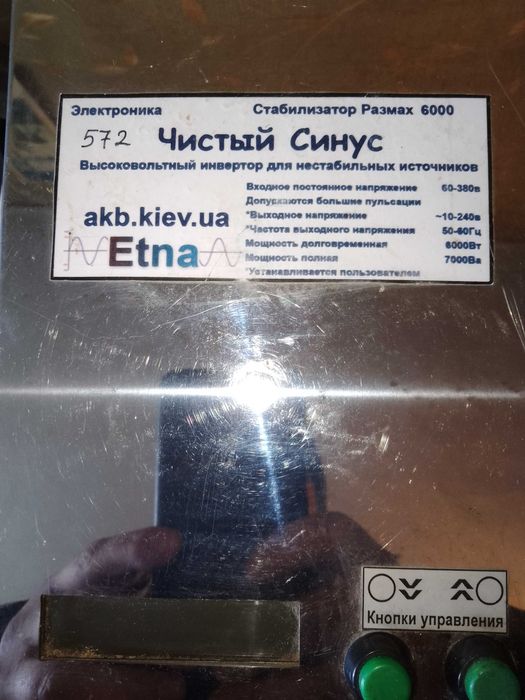 Электроника Стабилизатор Размах 6000
572 Чистый Синус
Высоковольтный инвертор для нестабильных источников
Входное постоянное напряжение 60-380в
Допускаются большие пульсации
*Выходное напряжение ~10-240в
*Частота выходного напряжения 50-60Гц
Мощность долговременная 6000Вт
Мощность полная 7000Ва
*Устанавливается пользователем
akb.kiev.ua
Etna
Кнопки управления